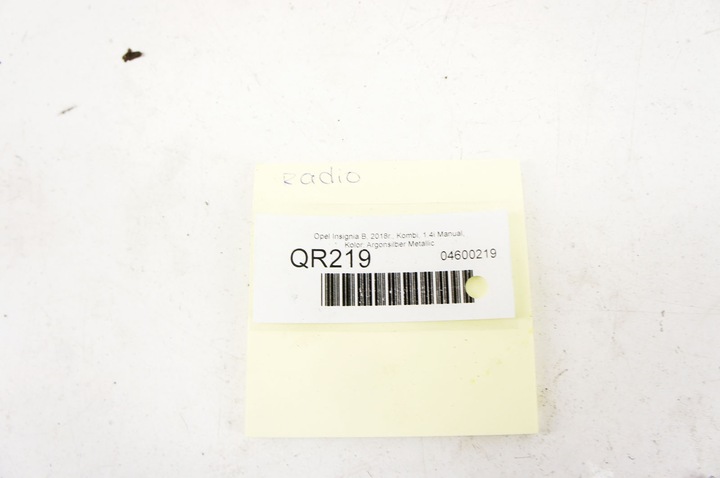 radio
Opel Insignia B, 2018r., Kombi, 1.4i Manual,
Kolor: Argonsilber Metallic
QR219 04600219